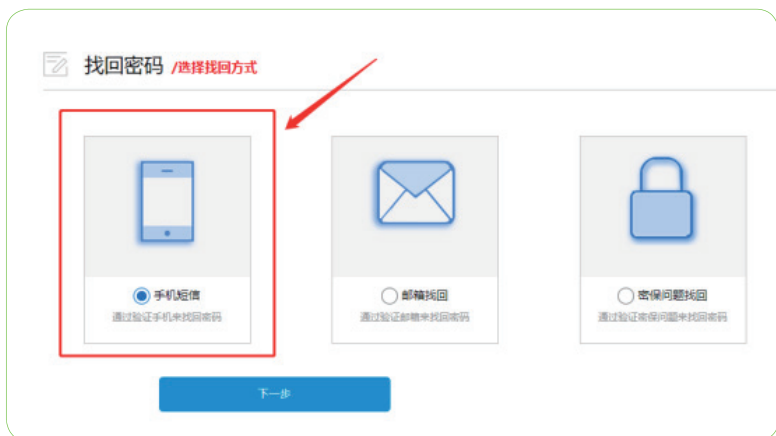 找回密码 /选择找回方式
手机短信
通过验证手机来找回密码
邮箱找回
通过验证邮箱来找回密码
密保问题找回
通过验证密保问题来找回密码
下一步